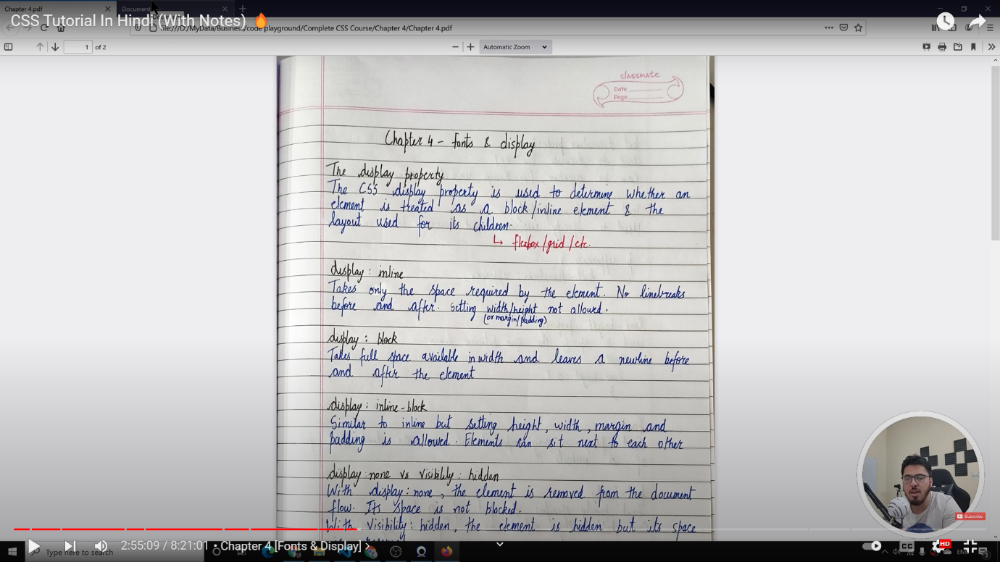 Chapter 4.pdf
Document
CSS Tutorial In Hindi (With Notes) 🔥
file:///D:/MyData/Business/code playground/Complete CSS Course/Chapter 4/Chapter 4.pdf
1 of 2
Automatic Zoom
classmate
Date
Page
Chapter 4 - fonts & display
The display property
The CSS display property is used to determine whether an
element is treated as a block/inline element & the
layout used for its children.
↳ flexbox/grid/etc.
display: inline
Takes only the space required by the element. No linebreaks
before and after. Setting width/height not allowed.
(or margin/padding)
display: block
Takes full space available in width and leaves a newline before
and after the element
display: inline-block
Similar to inline but setting height, width, margin and
padding is allowed. Elements can sit next to each other
display: none vs visibility: hidden
With display: none, the element is removed from the document
flow. Its space is not blocked.
With visibility: hidden, the element is hidden but its space
Subscribe
2:55:09 / 8:21:01 • Chapter 4 [Fonts & Display] >
CC
HD
Type here to search